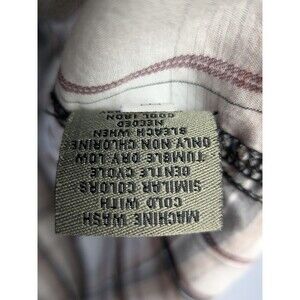 MACHINE WASH
COLD WITH
SIMILAR COLORS
GENTLE CYCLE
TUMBLE DRY LOW
ONLY NON CHLORINE
BLEACH WHEN
NEEDED
COOL IRON